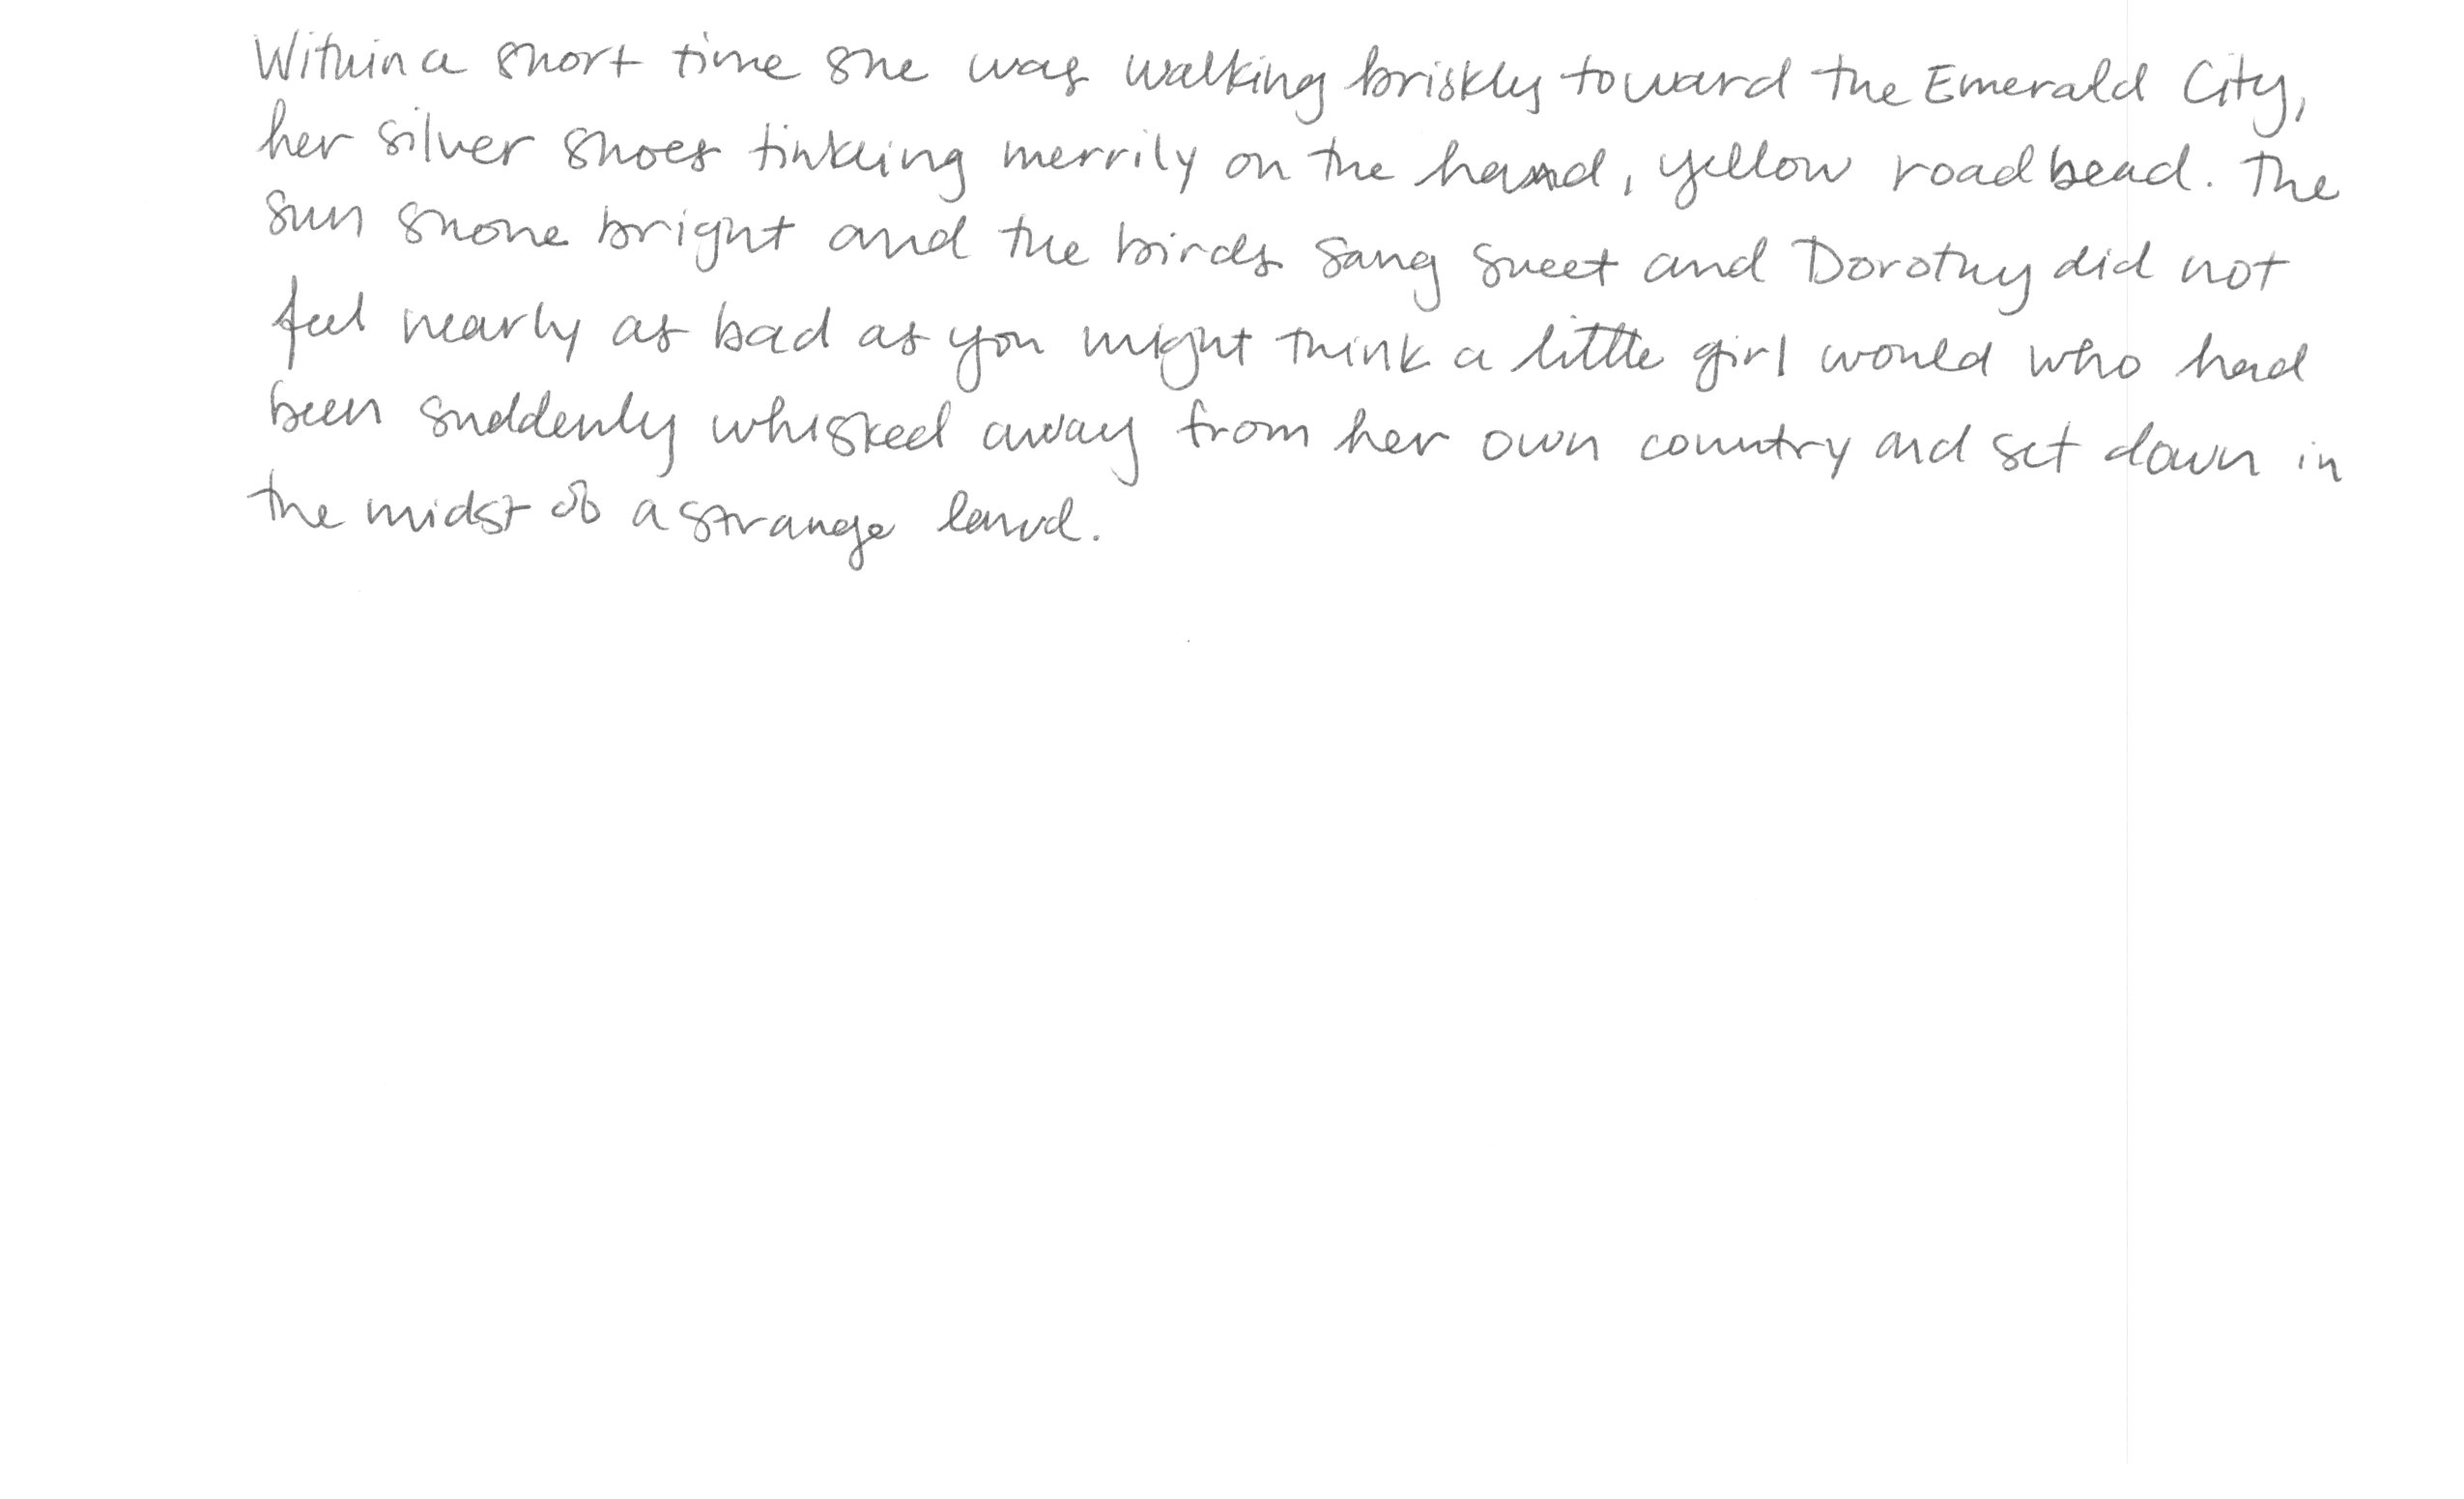 Within a short time she was walking briskly toward the Emerald City,
her silver shoes tinkling merrily on the hard, yellow roadbead. The
sun shone bright and the birds sang sweet and Dorothy did not
feel nearly as bad as you might think a little girl would who had
been suddenly whisked away from her own country and set down in
the midst of a strange land.